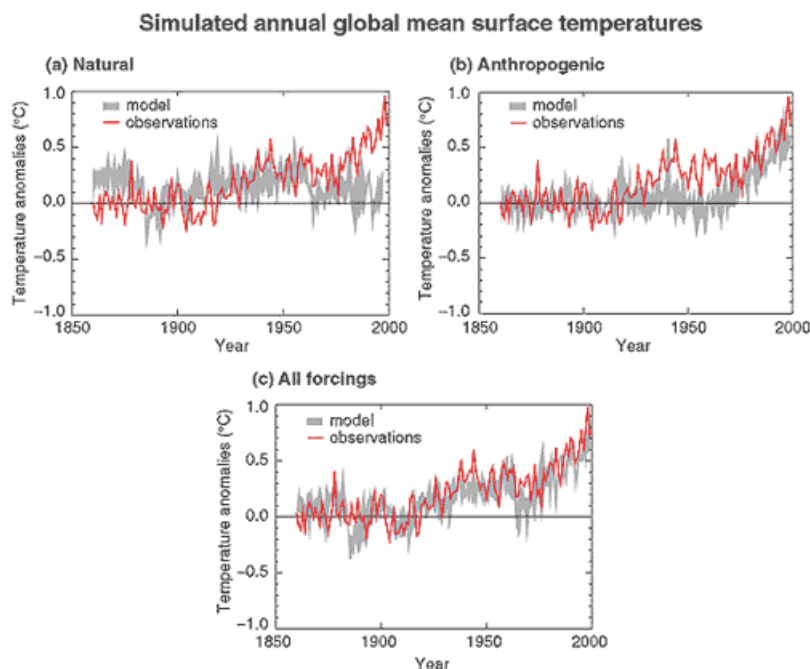 Simulated annual global mean surface temperatures
(a) Natural
1.0
0.5
0.0
−0.5
−1.0
Temperature anomalies (°C)
model
observations
1850
1900
1950
2000
Year
(b) Anthropogenic
1.0
0.5
0.0
−0.5
−1.0
Temperature anomalies (°C)
model
observations
1850
1900
1950
2000
Year
(c) All forcings
1.0
0.5
0.0
−0.5
−1.0
Temperature anomalies (°C)
model
observations
1850
1900
1950
2000
Year